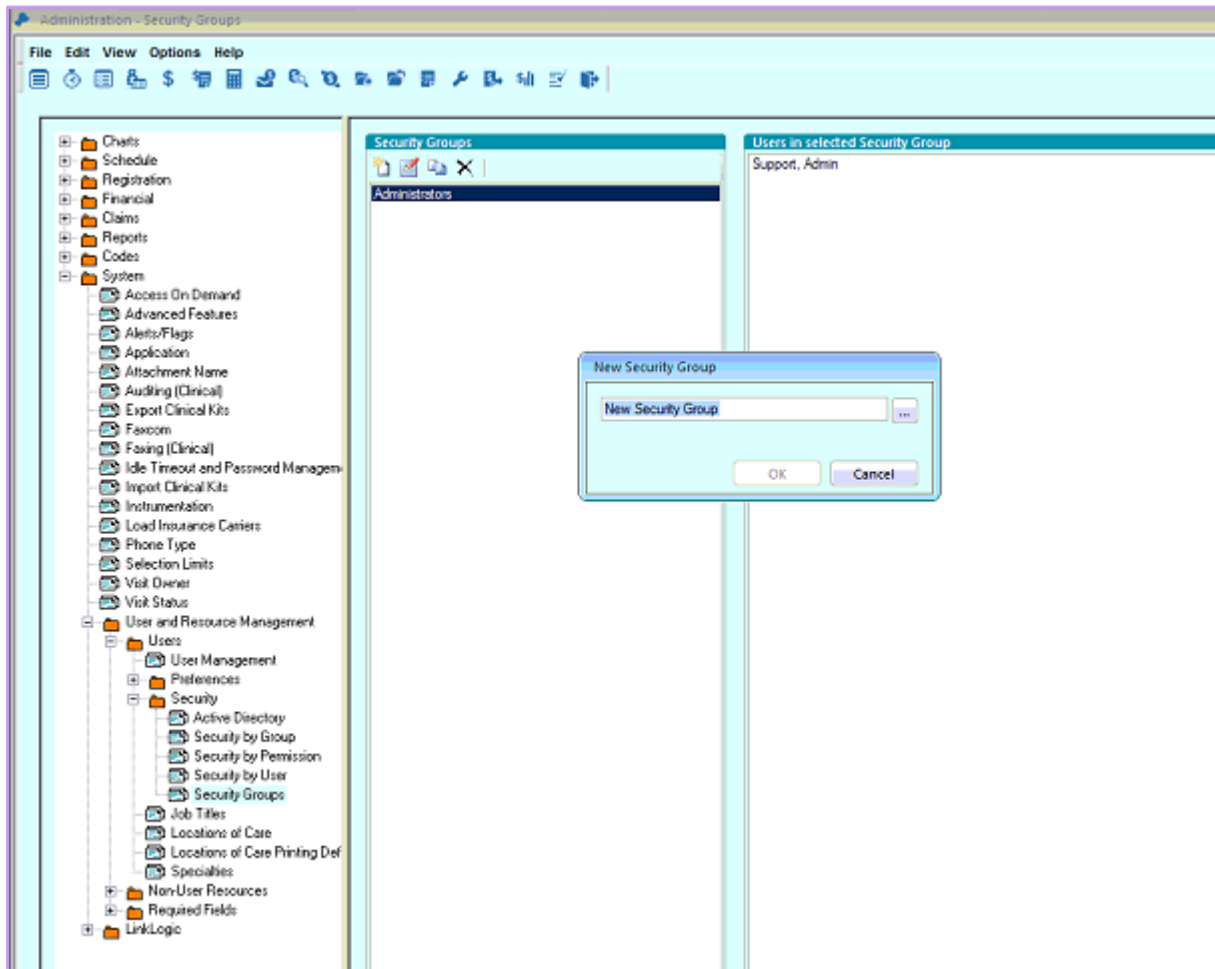 Administration - Security Groups
File Edit View Options Help
Charts
Schedule
Registration
Financial
Claims
Reports
Codes
System
Access On Demand
Advanced Features
Alerts/Flags
Application
Attachment Name
Auditing (Clinical)
Export Clinical Kits
Faxcom
Faxing (Clinical)
Idle Timeout and Password Managem
Import Clinical Kits
Instrumentation
Load Insurance Carriers
Phone Type
Selection Limits
Visit Owner
Visit Status
User and Resource Management
Users
User Management
Preferences
Security
Active Directory
Security by Group
Security by Permission
Security by User
Security Groups
Job Titles
Locations of Care
Locations of Care Printing Def
Specialties
Non-User Resources
Required Fields
LinkLogic
Security Groups
Administrators
Users in selected Security Group
Support, Admin
New Security Group
New Security Group
...
OK Cancel